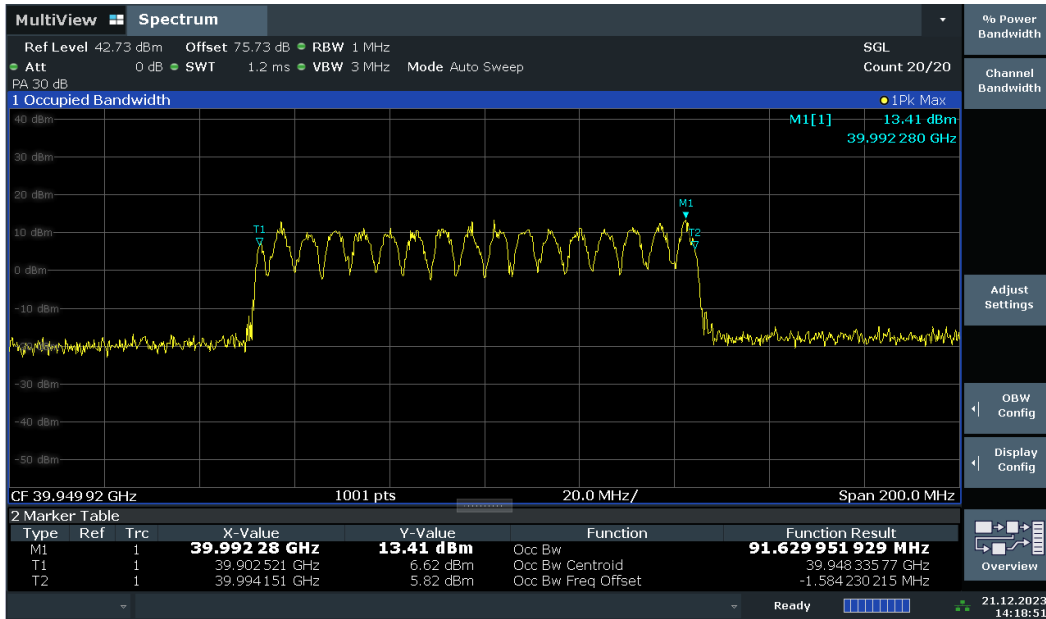 MultiView Spectrum
Ref Level 42.73 dBm Offset 75.73 dB RBW 1 MHz SGL
Att 0 dB SWT 1.2 ms VBW 3 MHz Mode Auto Sweep Count 20/20
PA 30 dB
1 Occupied Bandwidth 1Pk Max
40 dBm
M1[1] 13.41 dBm
39.992 280 GHz
30 dBm
20 dBm
M1
T1
T2
10 dBm
0 dBm
-10 dBm
-30 dBm
-40 dBm
-50 dBm
CF 39.949 92 GHz 1001 pts 20.0 MHz/ Span 200.0 MHz
2 Marker Table
Type Ref Trc X-Value Y-Value Function Function Result
M1 1 39.992 28 GHz 13.41 dBm Occ Bw 91.629 951 929 MHz
T1 1 39.902 521 GHz 6.62 dBm Occ Bw Centroid 39.948 335 77 GHz
T2 1 39.994 151 GHz 5.82 dBm Occ Bw Freq Offset -1.584 230 215 MHz
Ready
21.12.2023
14:18:51
% Power
Bandwidth
Channel
Bandwidth
Adjust
Settings
OBW
Config
Display
Config
Overview